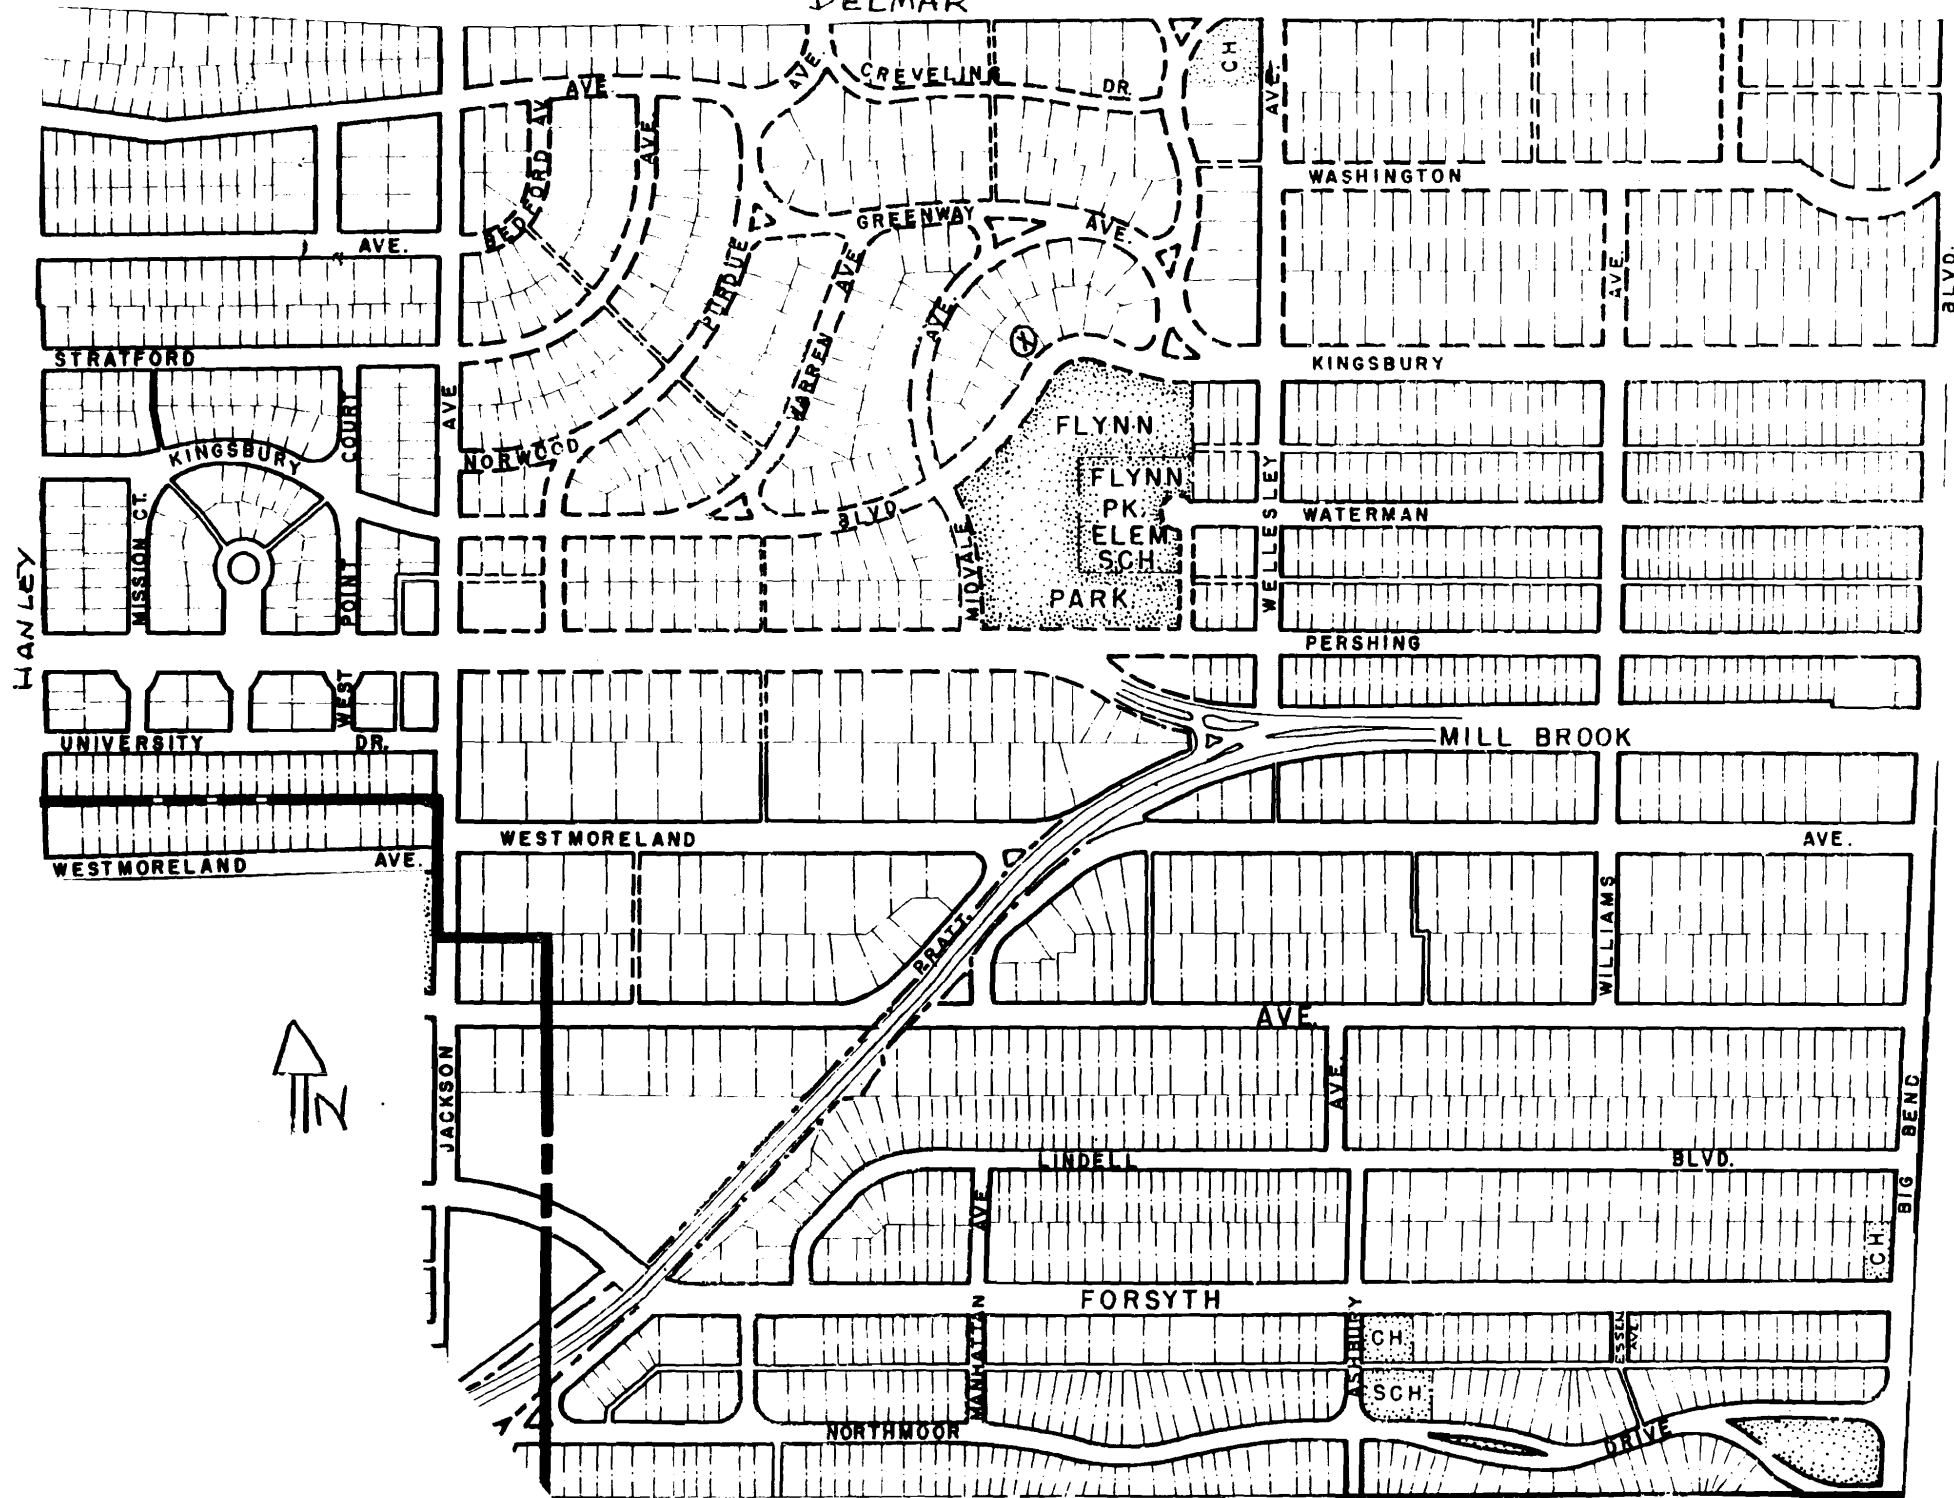 DELMAR
CH
AVE.
CREVELING
DR.
AVE
AVE.
BEDFORD AV
AVE.
WASHINGTON
GREENWAY
AVE.
AVE.
PURDUE
AVE
AVE.
AVE.
BLVD.
WARREN
STRATFORD
KINGSBURY
COURT
AVE
FLYNN
KINGSBURY
NORWOOD
FLYNN
PK.
ELEM
SCH
PARK
WELLESLEY
WATERMAN
BLVD.
MIDVALE
MISSION CT.
POINT
HANLEY
PERSHING
WEST
UNIVERSITY
DR.
MILL BROOK
WESTMORELAND
AVE.
WESTMORELAND
AVE.
WILLIAMS
PRATT
AVE.
N
JACKSON
AVE.
BIG BEND
LINDELL
BLVD.
AVE
CH.
FORSYTH
MANHATTAN
ASHBURY
CH.
ESSEN
AVE
SCH
NORTHMOOR
DRIVE